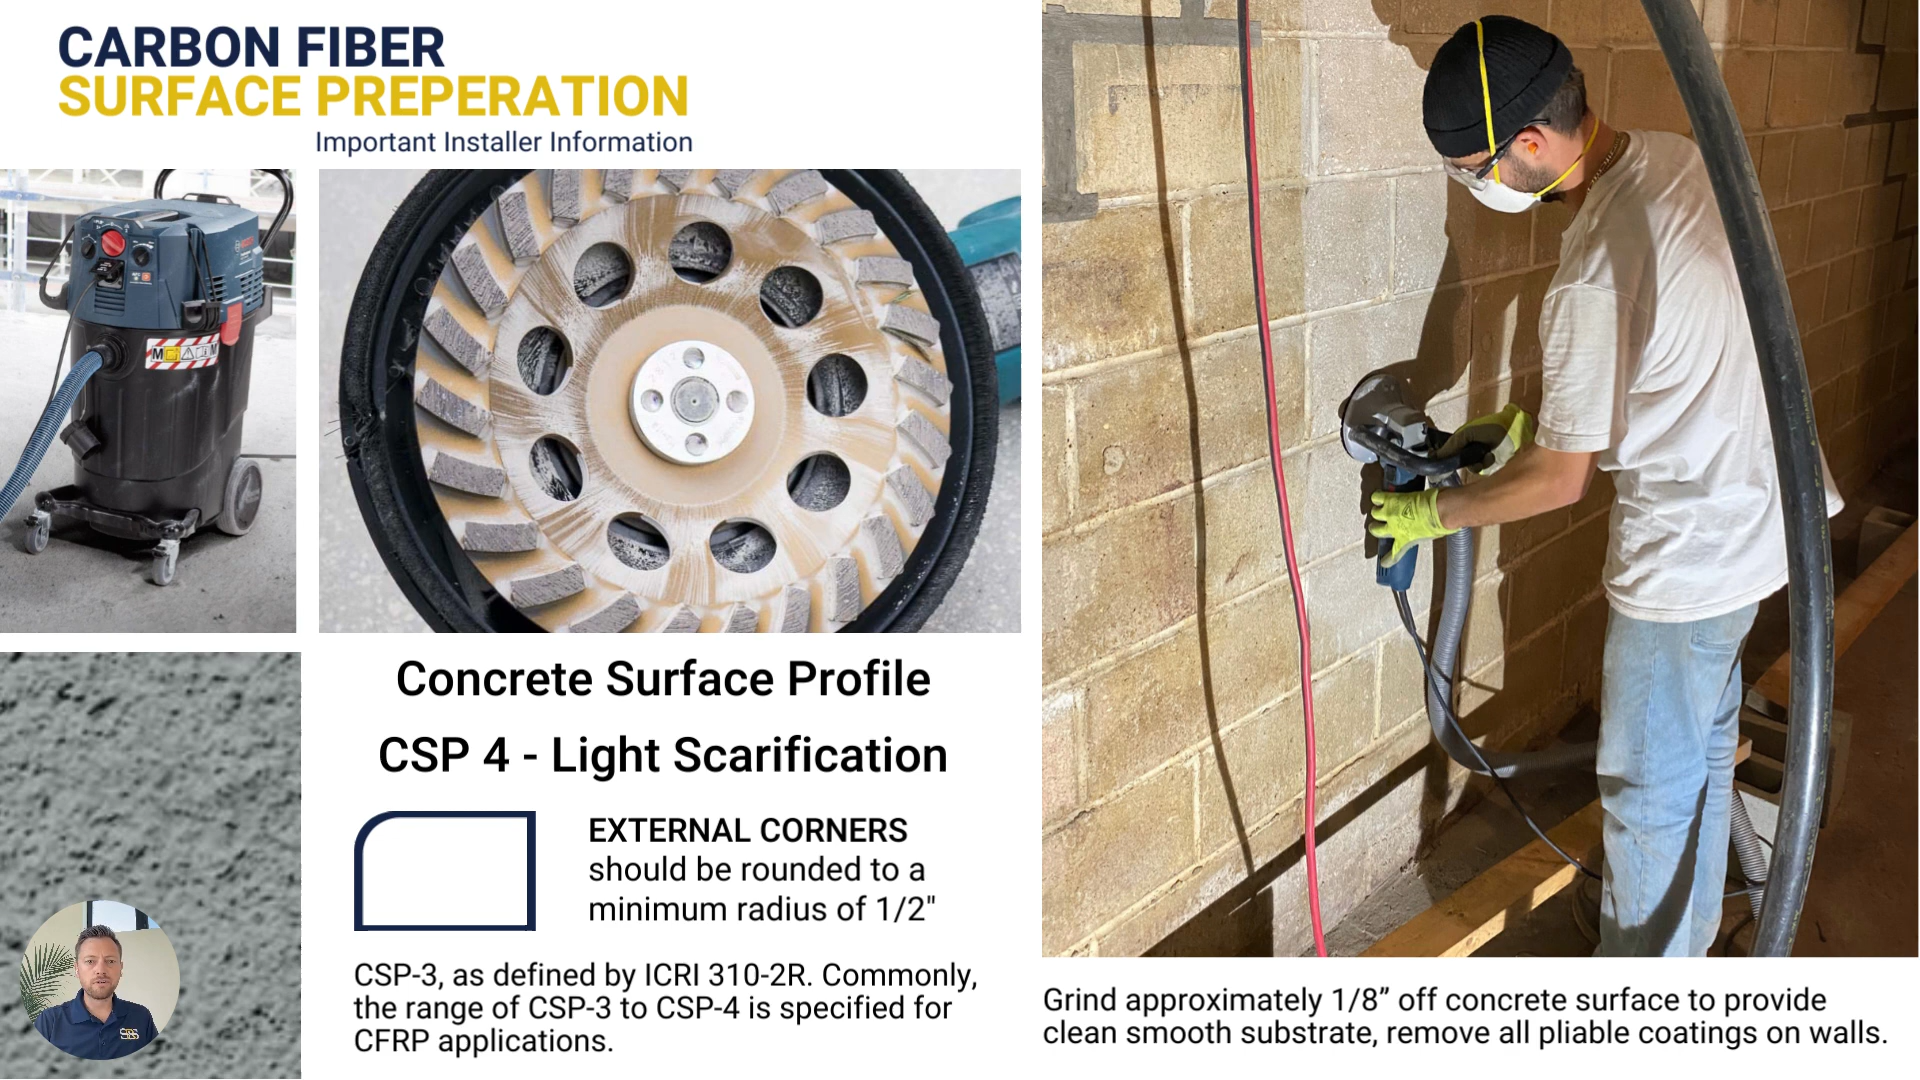 CARBON FIBER
SURFACE PREPERATION
Important Installer Information
M
Concrete Surface Profile
CSP 4 - Light Scarification
EXTERNAL CORNERS
should be rounded to a
minimum radius of 1/2"
CSP-3, as defined by ICRI 310-2R. Commonly,
the range of CSP-3 to CSP-4 is specified for
CFRP applications.
Grind approximately 1/8” off concrete surface to provide
clean smooth substrate, remove all pliable coatings on walls.